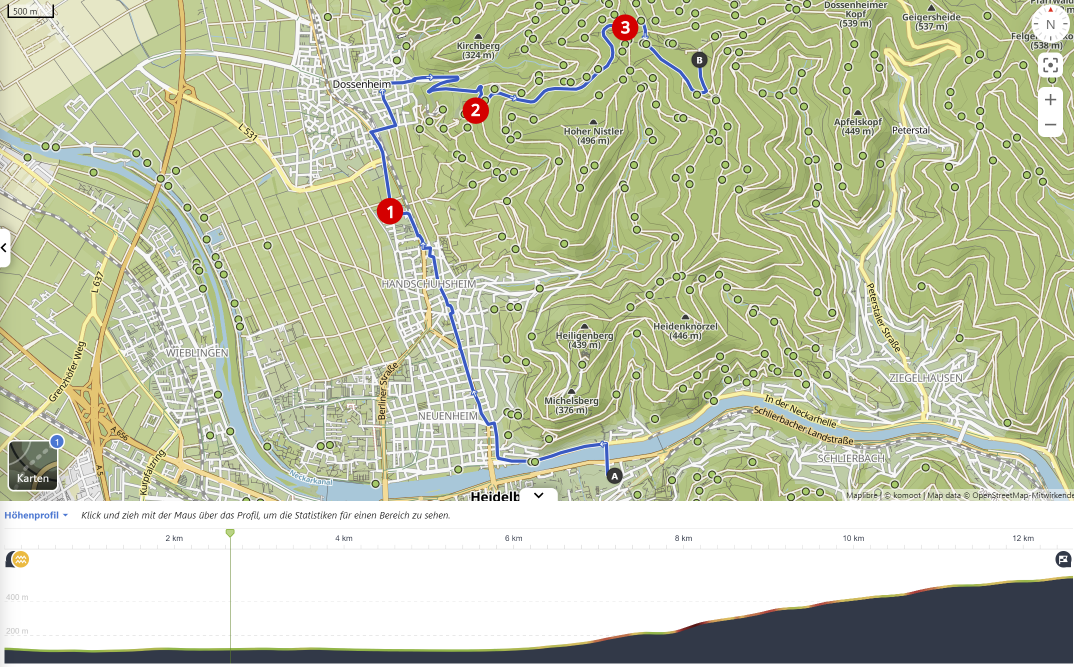 500 m
Dossenheimer
Kopf
(539 m)
Geigersheide
(537 m)
(538 m)
N
3
B
Kirchberg
(324 m)
Dossenheim
2
Hoher Nistler
(496 m)
Apfelskopf
(449 m)
Peterstal
L 531
1
HANDSCHUHSHEIM
L 637
Peterstaler Straße
WIEBLINGEN
Grenzhöfer Weg
Heiligenberg
(439 m)
Heidenknörzel
(446 m)
ZIEGELHAUSEN
Berliner Straße
Michelsberg
(376 m)
NEUENHEIM
In der Neckarhelle
Schlierbacher Landstraße
SCHLIERBACH
A 656
A 5
Kurpfalzring
Neckarkanal
1
Karten
A
Heidelb
Maplibre | © komoot | Map data © OpenStreetMap-Mitwirkende
Höhenprofil
Klick und zieh mit der Maus über das Profil, um die Statistiken für einen Bereich zu sehen.
2 km
4 km
6 km
8 km
10 km
12 km
400 m
200 m